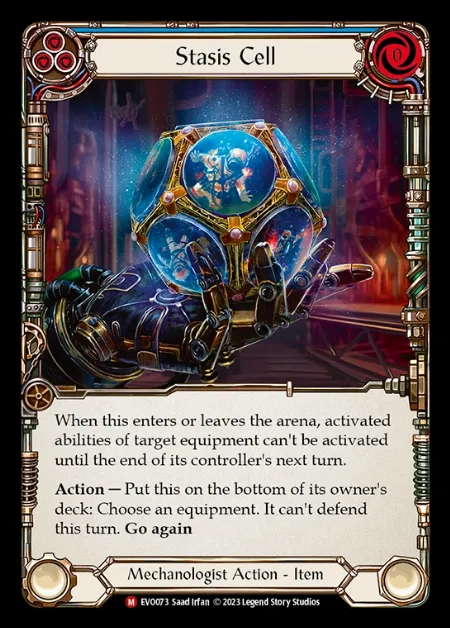 0
Stasis Cell
When this enters or leaves the arena, activated
abilities of target equipment can't be activated
until the end of its controller's next turn.
Action — Put this on the bottom of its owner's
deck: Choose an equipment. It can't defend
this turn. Go again
Mechanologist Action - Item
M EVO073 Saad Irfan © 2023 Legend Story Studios